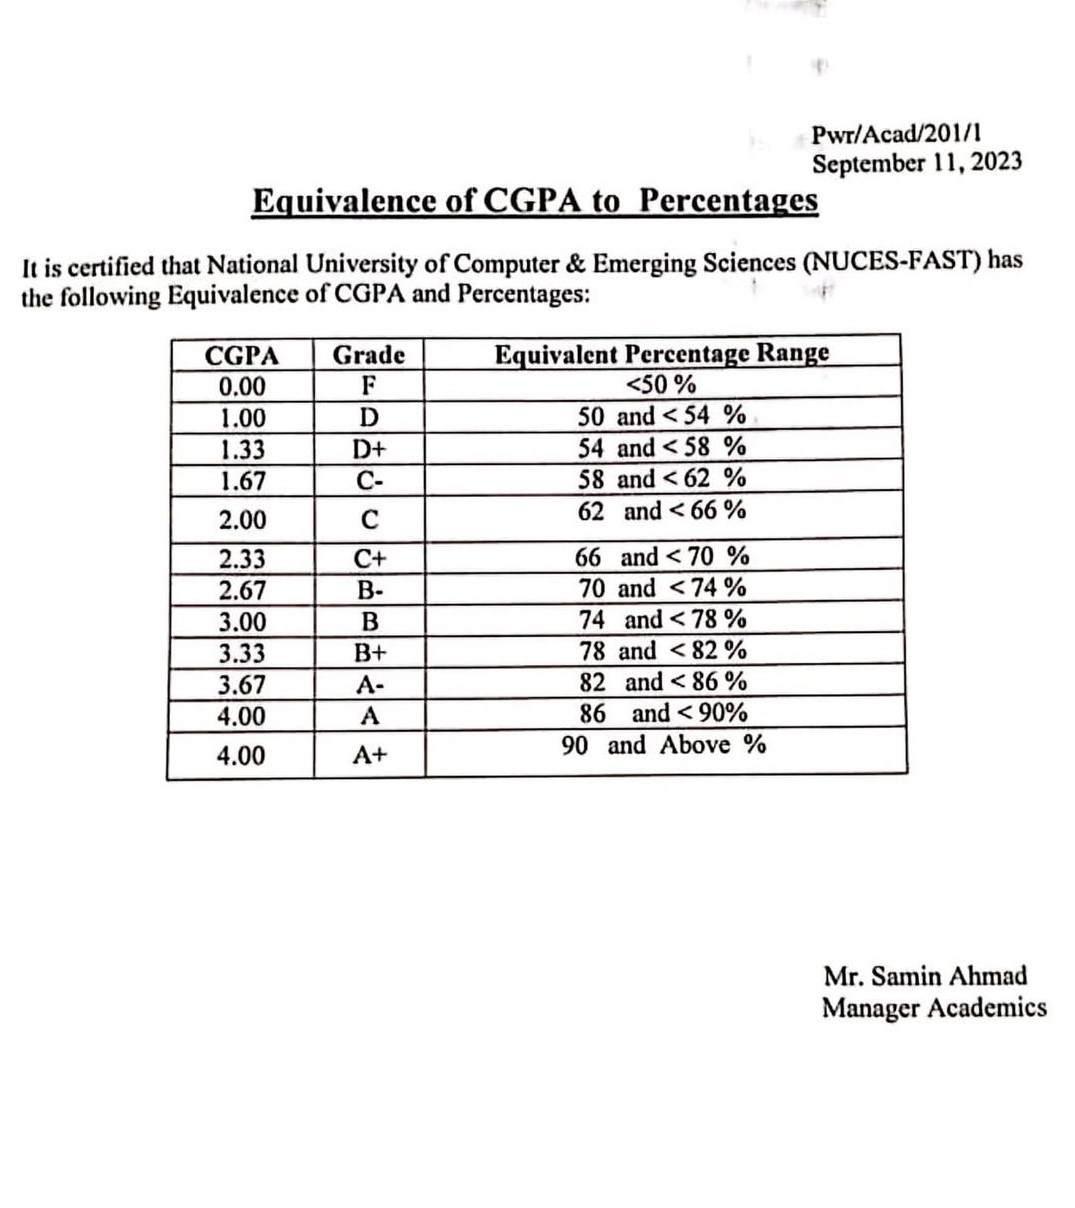 Pwr/Acad/201/1
September 11, 2023
Equivalence of CGPA to Percentages
It is certified that National University of Computer & Emerging Sciences (NUCES-FAST) has
the following Equivalence of CGPA and Percentages:
CGPA Grade Equivalent Percentage Range
0.00 F <50 %
1.00 D 50 and < 54 %
1.33 D+ 54 and < 58 %
1.67 C- 58 and < 62 %
2.00 C 62 and < 66 %
2.33 C+ 66 and < 70 %
2.67 B- 70 and < 74 %
3.00 B 74 and < 78 %
3.33 B+ 78 and < 82 %
3.67 A- 82 and < 86 %
4.00 A 86 and < 90%
4.00 A+ 90 and Above %
Mr. Samin Ahmad
Manager Academics